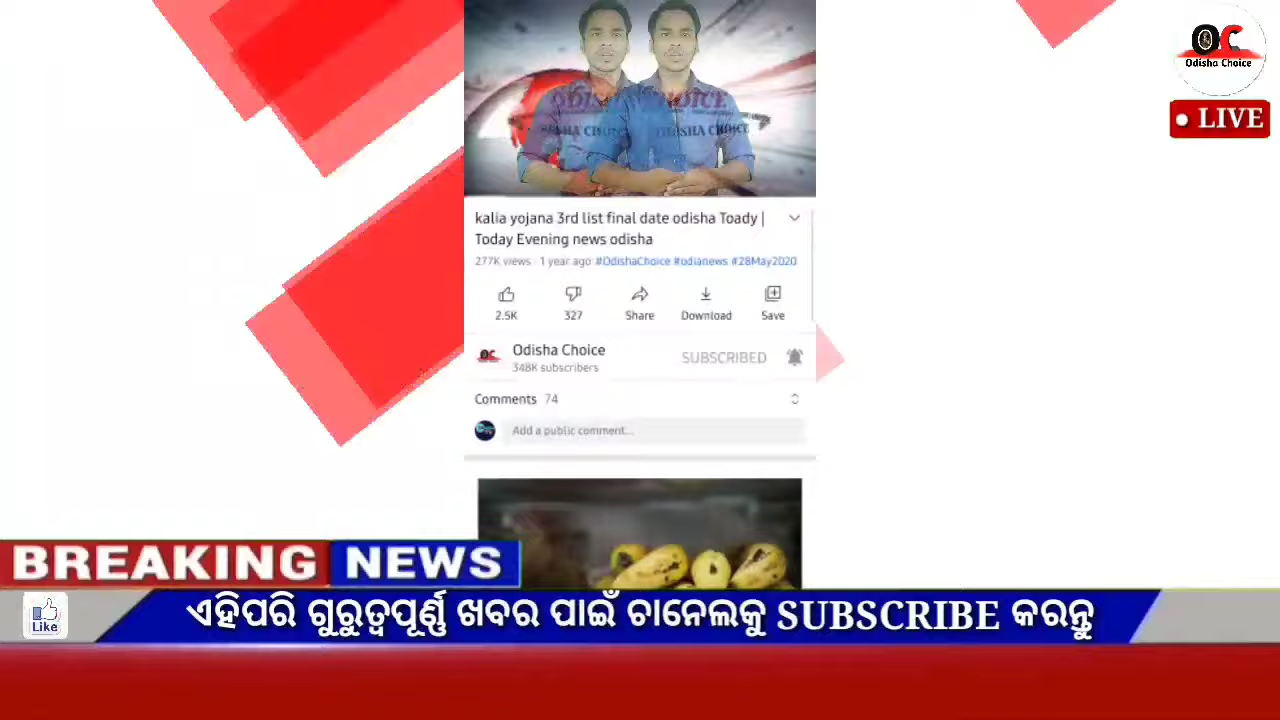 OC
Odisha Choice
LIVE
kalia yojana 3rd list final date odisha Toady |
Today Evening news odisha
277K views · 1 year ago #OdishaChoice #odianews #28May2020
2.5K 327 Share Download Save
Odisha Choice
348K subscribers
SUBSCRIBED
Comments 74
Add a public comment...
BREAKING NEWS
Like
ଏହିପରି ଗୁରୁତ୍ୱପୂର୍ଣ୍ଣ ଖବର ପାଇଁ ଚାନେଲକୁ SUBSCRIBE କରନ୍ତୁ